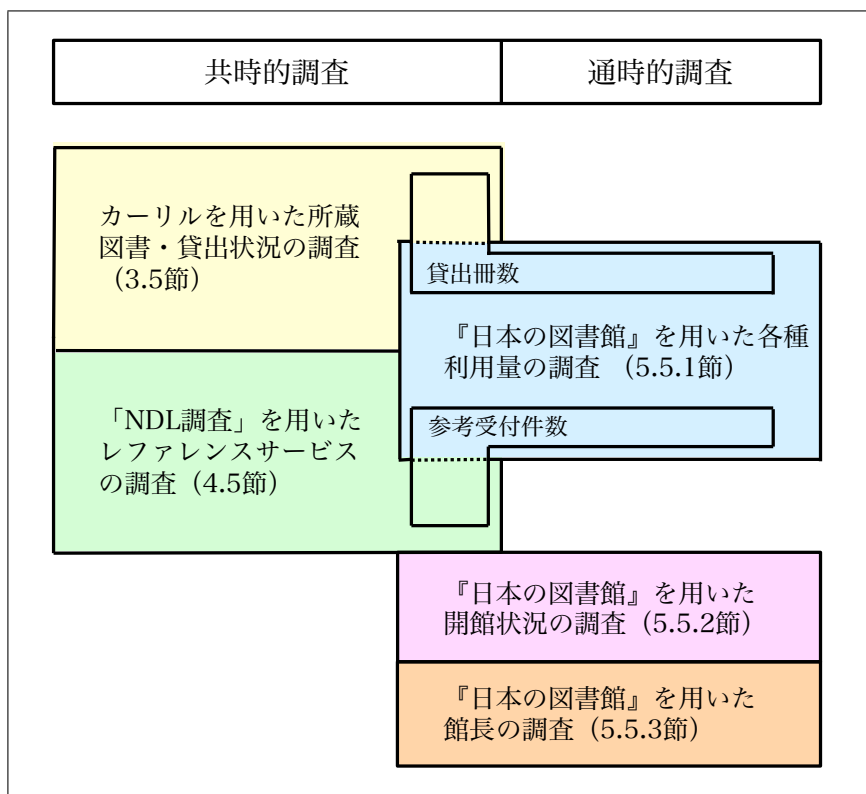 共時的調査
通時的調査
カーリルを用いた所蔵
図書・貸出状況の調査
（3.5節）
貸出冊数
『日本の図書館』を用いた各種
利用量の調査 （5.5.1節）
参考受付件数
「NDL調査」を用いた
レファレンスサービス
の調査（4.5節）
『日本の図書館』を用いた
開館状況の調査（5.5.2節）
『日本の図書館』を用いた
館長の調査（5.5.3節）